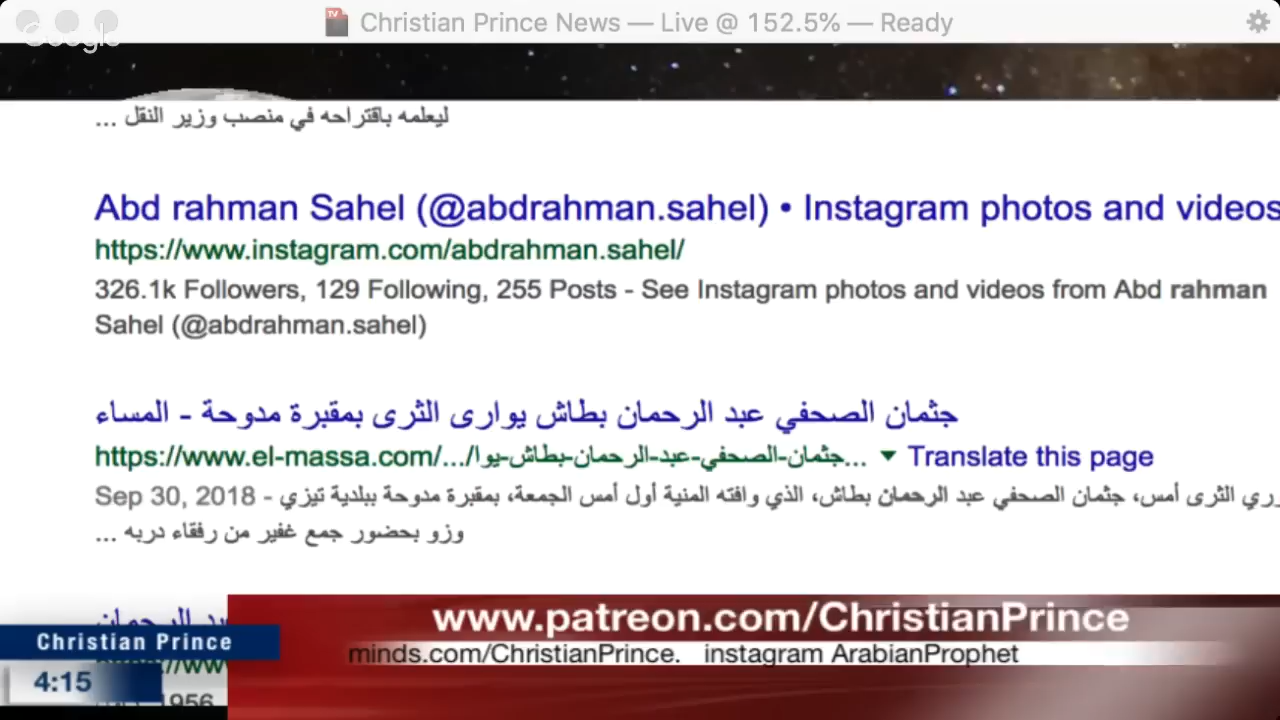 Christian Prince News — Live @ 152.5% — Ready
Google
ليعلمه باقتراحه في منصب وزير النقل ...
Abd rahman Sahel (@abdrahman.sahel) • Instagram photos and videos
https://www.instagram.com/abdrahman.sahel/
326.1k Followers, 129 Following, 255 Posts - See Instagram photos and videos from Abd rahman
Sahel (@abdrahman.sahel)
جثمان الصحفي عبد الرحمان بطاش يوارى الثرى بمقبرة مدوحة - المساء
https://www.el-massa.com/.../جثمان-الصحفي-عبد-الرحمان-بطاش-يوا... ▼ Translate this page
Sep 30, 2018 - ووري الثرى أمس، جثمان الصحفي عبد الرحمان بطاش، الذي وافته المنية أول أمس الجمعة، بمقبرة مدوحة ببلدية تيزي
وزو بحضور جمع غفير من رفقاء دربه ...
www.patreon.com/ChristianPrince
Christian Prince
minds.com/ChristianPrince. instagram ArabianProphet
4:15
1956